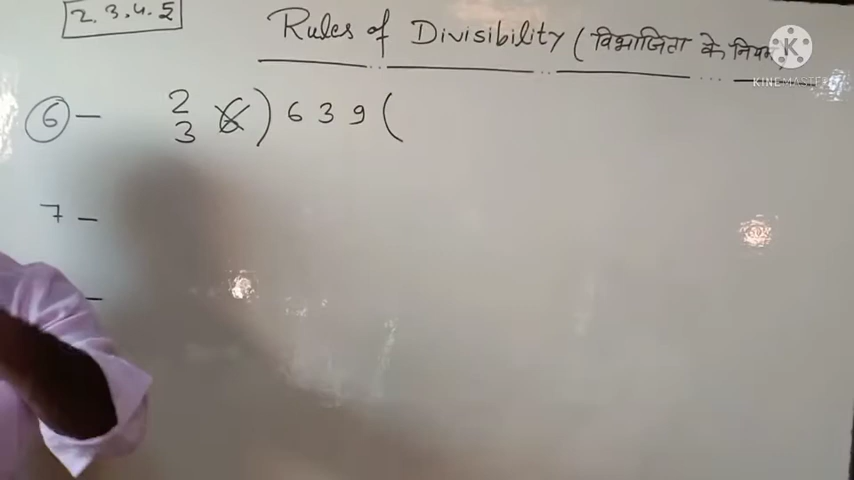 2.3.4.5
Rules of Divisibility (विभाजिता के नियम)
KINEMASTER
6 – 2 3 6 ) 6 3 9 (
7 –
–